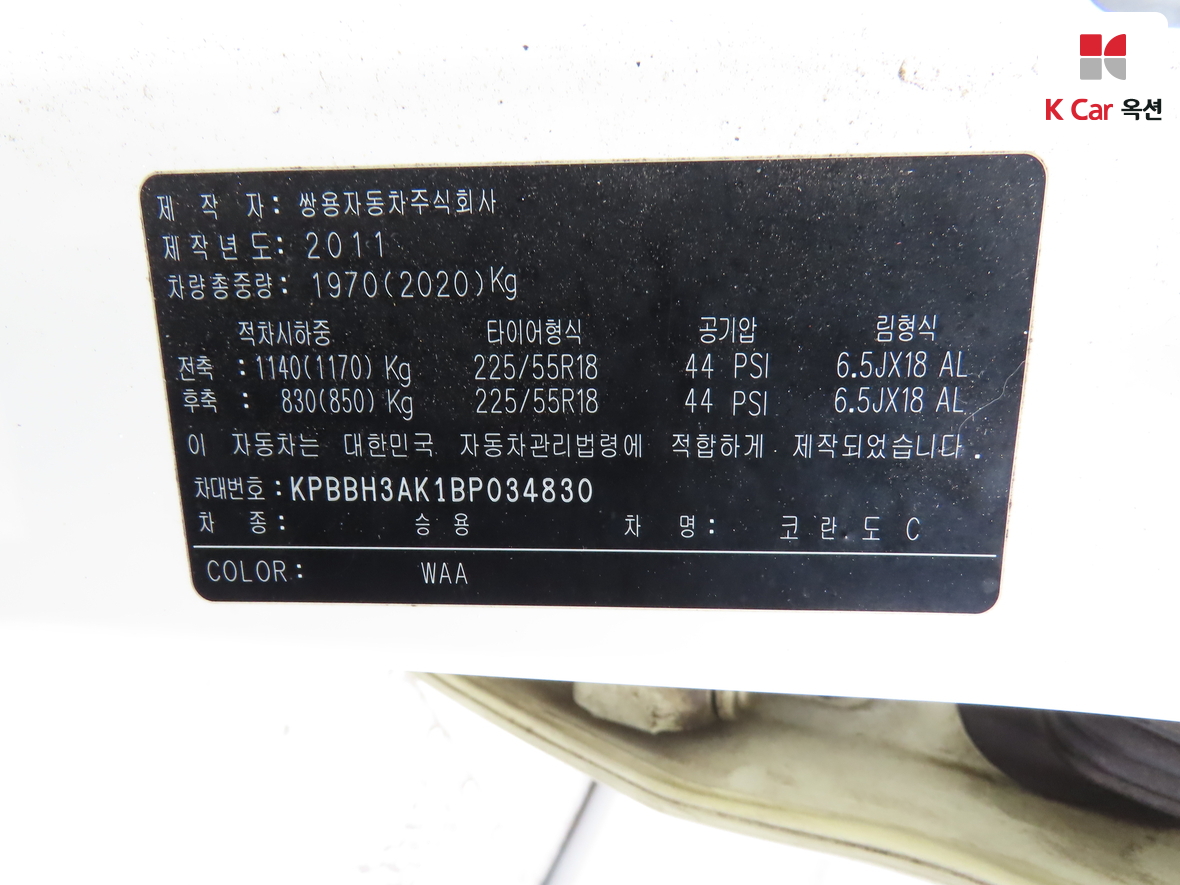 K Car 옥션
제 작 자: 쌍용자동차주식회사
제작년도: 2011
차량총중량: 1970(2020)Kg
적차시하중 타이어형식 공기압 림형식
전축 :1140(1170) Kg 225/55R18 44 PSI 6.5JX18 AL
후축 : 830(850) Kg 225/55R18 44 PSI 6.5JX18 AL
이 자동차는 대한민국 자동차관리법령에 적합하게 제작되었습니다.
차대번호:KPBBH3AK1BP034830
차 종: 승 용 차 명: 코 란 도 C
COLOR: WAA